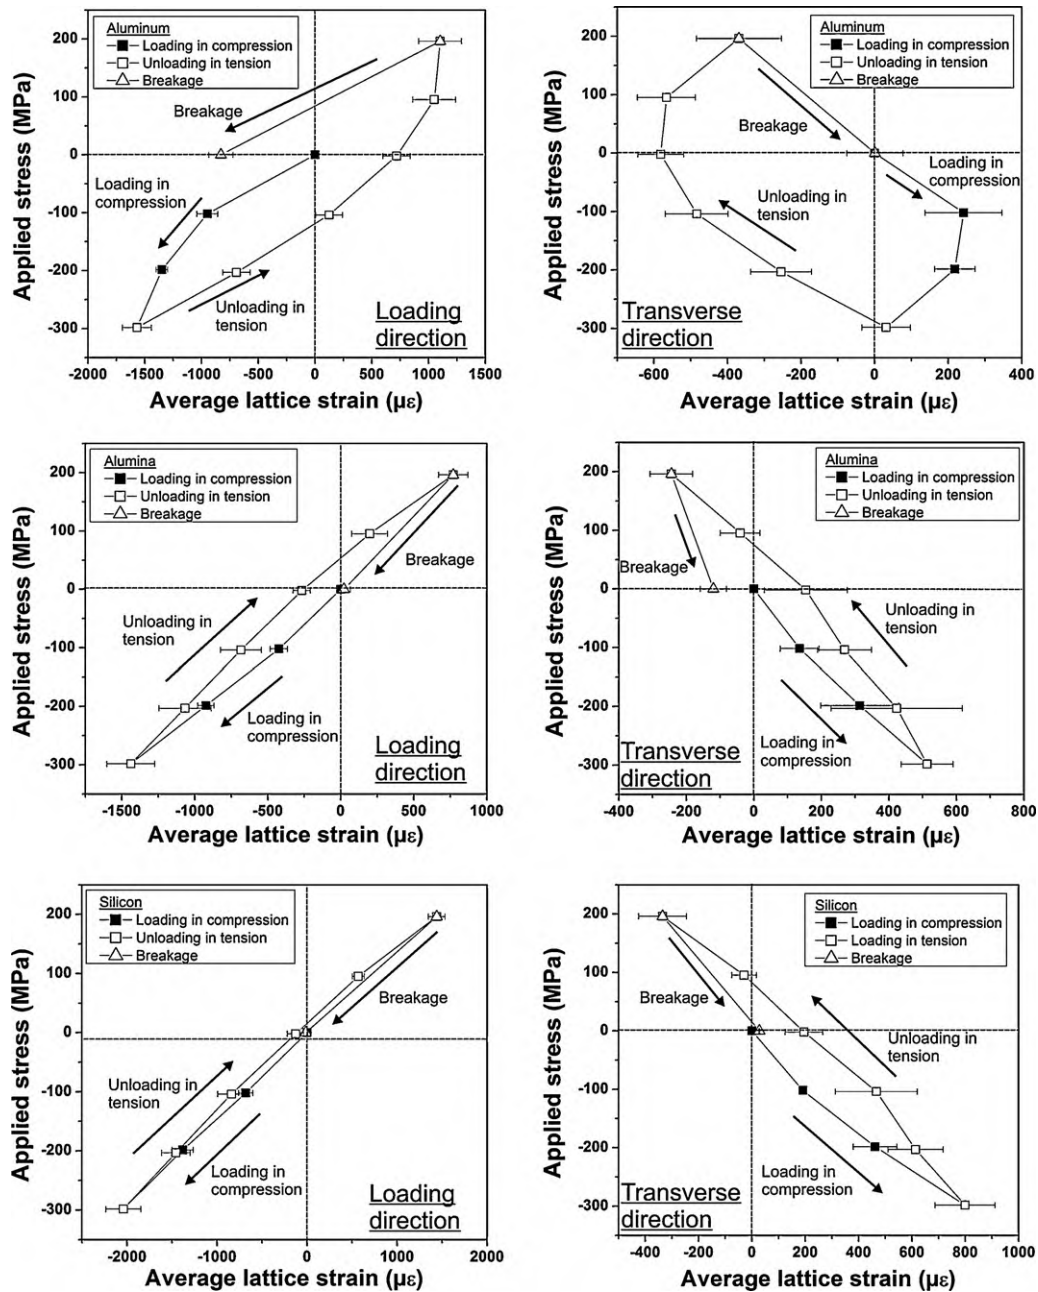 Aluminum
Loading in compression
Unloading in tension
Breakage
200
100
0
-100
-200
-300
Applied stress (MPa)
Breakage
Loading in
compression
Unloading in
tension
Loading
direction
-2000 -1500 -1000 -500 0 500 1000 1500
Average lattice strain (με)
Aluminum
Loading in compression
Unloading in tension
Breakage
200
100
0
-100
-200
-300
Applied stress (MPa)
Breakage
Loading in
compression
Unloading in
tension
Transverse
direction
-600 -400 -200 0 200 400
Average lattice strain (με)
Alumina
Loading in compression
Unloading in tension
Breakage
200
100
0
-100
-200
-300
Applied stress (MPa)
Breakage
Unloading in
tension
Loading in
compression
Loading
direction
-1500 -1000 -500 0 500 1000
Average lattice strain (με)
Alumina
Loading in compression
Unloading in tension
Breakage
200
100
0
-100
-200
-300
Applied stress (MPa)
Breakage
Unloading in
tension
Loading in
compression
Transverse
direction
-400 -200 0 200 400 600 800
Average lattice strain (με)
Silicon
Loading in compression
Unloading in tension
Breakage
200
100
0
-100
-200
-300
Applied stress (MPa)
Breakage
Unloading in
tension
Loading in
compression
Loading
direction
-2000 -1000 0 1000 2000
Average lattice strain (με)
Silicon
Loading in compression
Loading in tension
Breakage
200
100
0
-100
-200
-300
Applied stress (MPa)
Breakage
Unloading in
tension
Loading in
compression
Transverse
direction
-400 -200 0 200 400 600 800 1000
Average lattice strain (με)